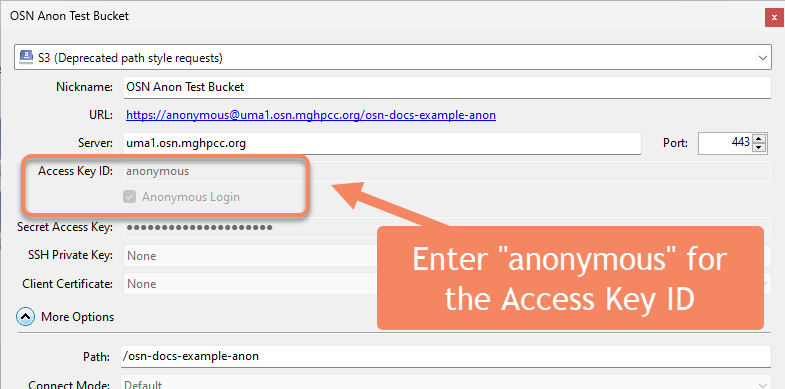 OSN Anon Test Bucket
S3 (Deprecated path style requests)
Nickname: OSN Anon Test Bucket
URL: https://anonymous@uma1.osn.mghpcc.org/osn-docs-example-anon
Server: uma1.osn.mghpcc.org Port: 443
Access Key ID: anonymous
Anonymous Login
Secret Access Key: ●●●●●●●●●●●●●●●●●●●●●
SSH Private Key: None
Client Certificate: None
Enter "anonymous" for
the Access Key ID
More Options
Path: /osn-docs-example-anon
Connect Mode: Default